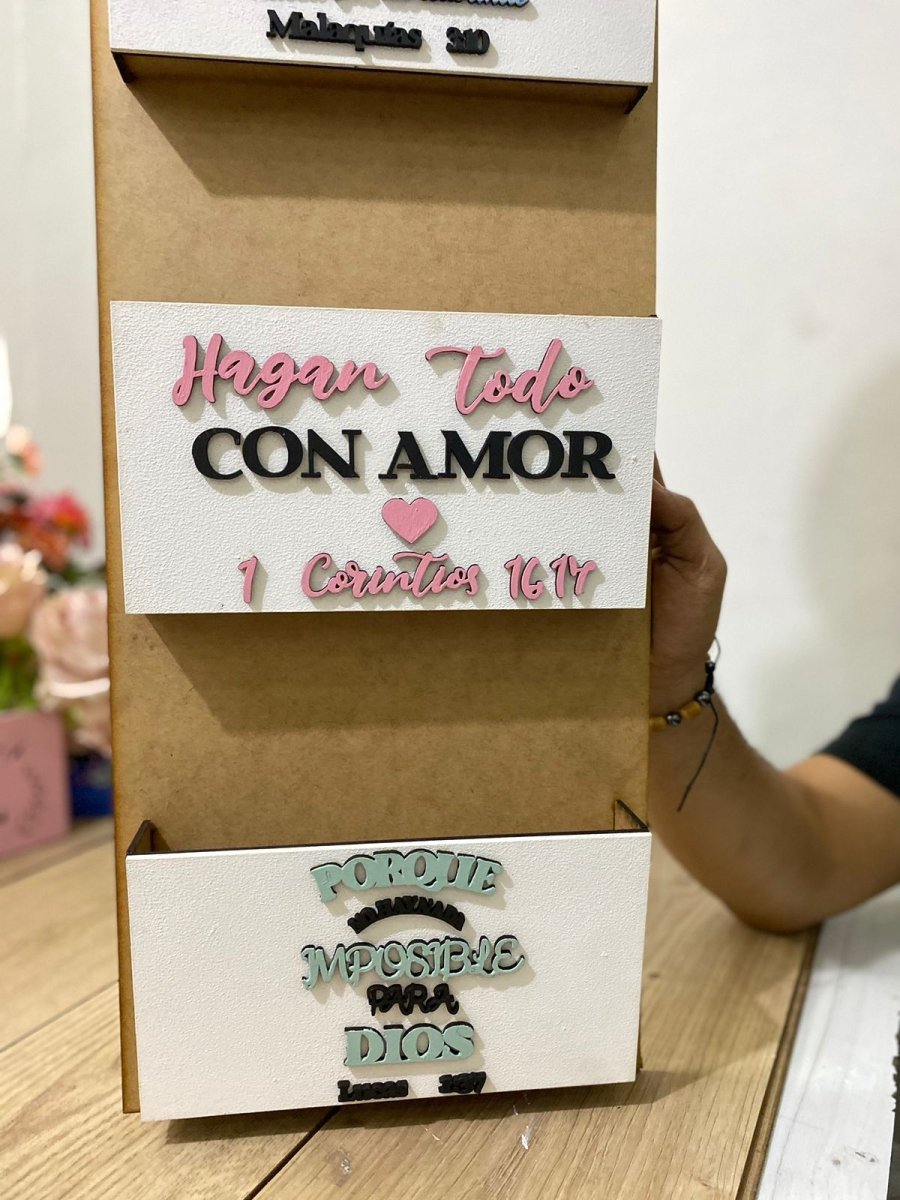 Malaquías 3:10
Hagan Todo
CON AMOR
1 Corintios 16 14
PORQUE
NO HAY NADA
IMPOSIBLE
PARA
DIOS
Lucas 1:37